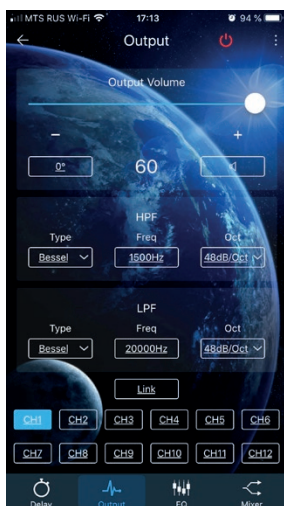 MTS RUS Wi-Fi 17:13 94 %
Output
Output Volume
− +
0° 60
HPF
Type Freq Oct
Bessel 1500Hz 48dB/Oct
LPF
Type Freq Oct
Bessel 20000Hz 48dB/Oct
Link
CH1 CH2 CH3 CH4 CH5 CH6
CH7 CH8 CH9 CH10 CH11 CH12
Delay Output EQ Mixer